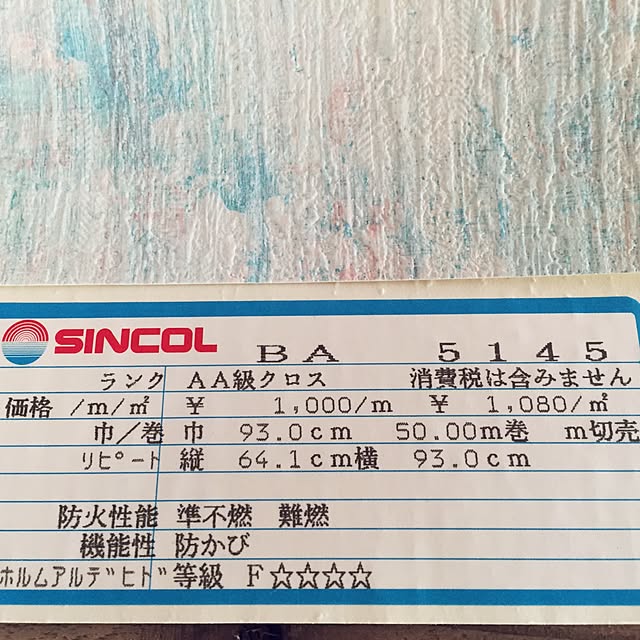 SINCOL BA 5145
ランク AA級クロス 消費税は含みません
価格 /m/㎡ ¥ 1,000/m ¥ 1,080/㎡
巾/巻 巾 93.0cm 50.00m巻 m切売
リピート 縦 64.1cm横 93.0cm
防火性能 準不燃 難燃
機能性 防かび
ホルムアルデヒド等級 F☆☆☆☆